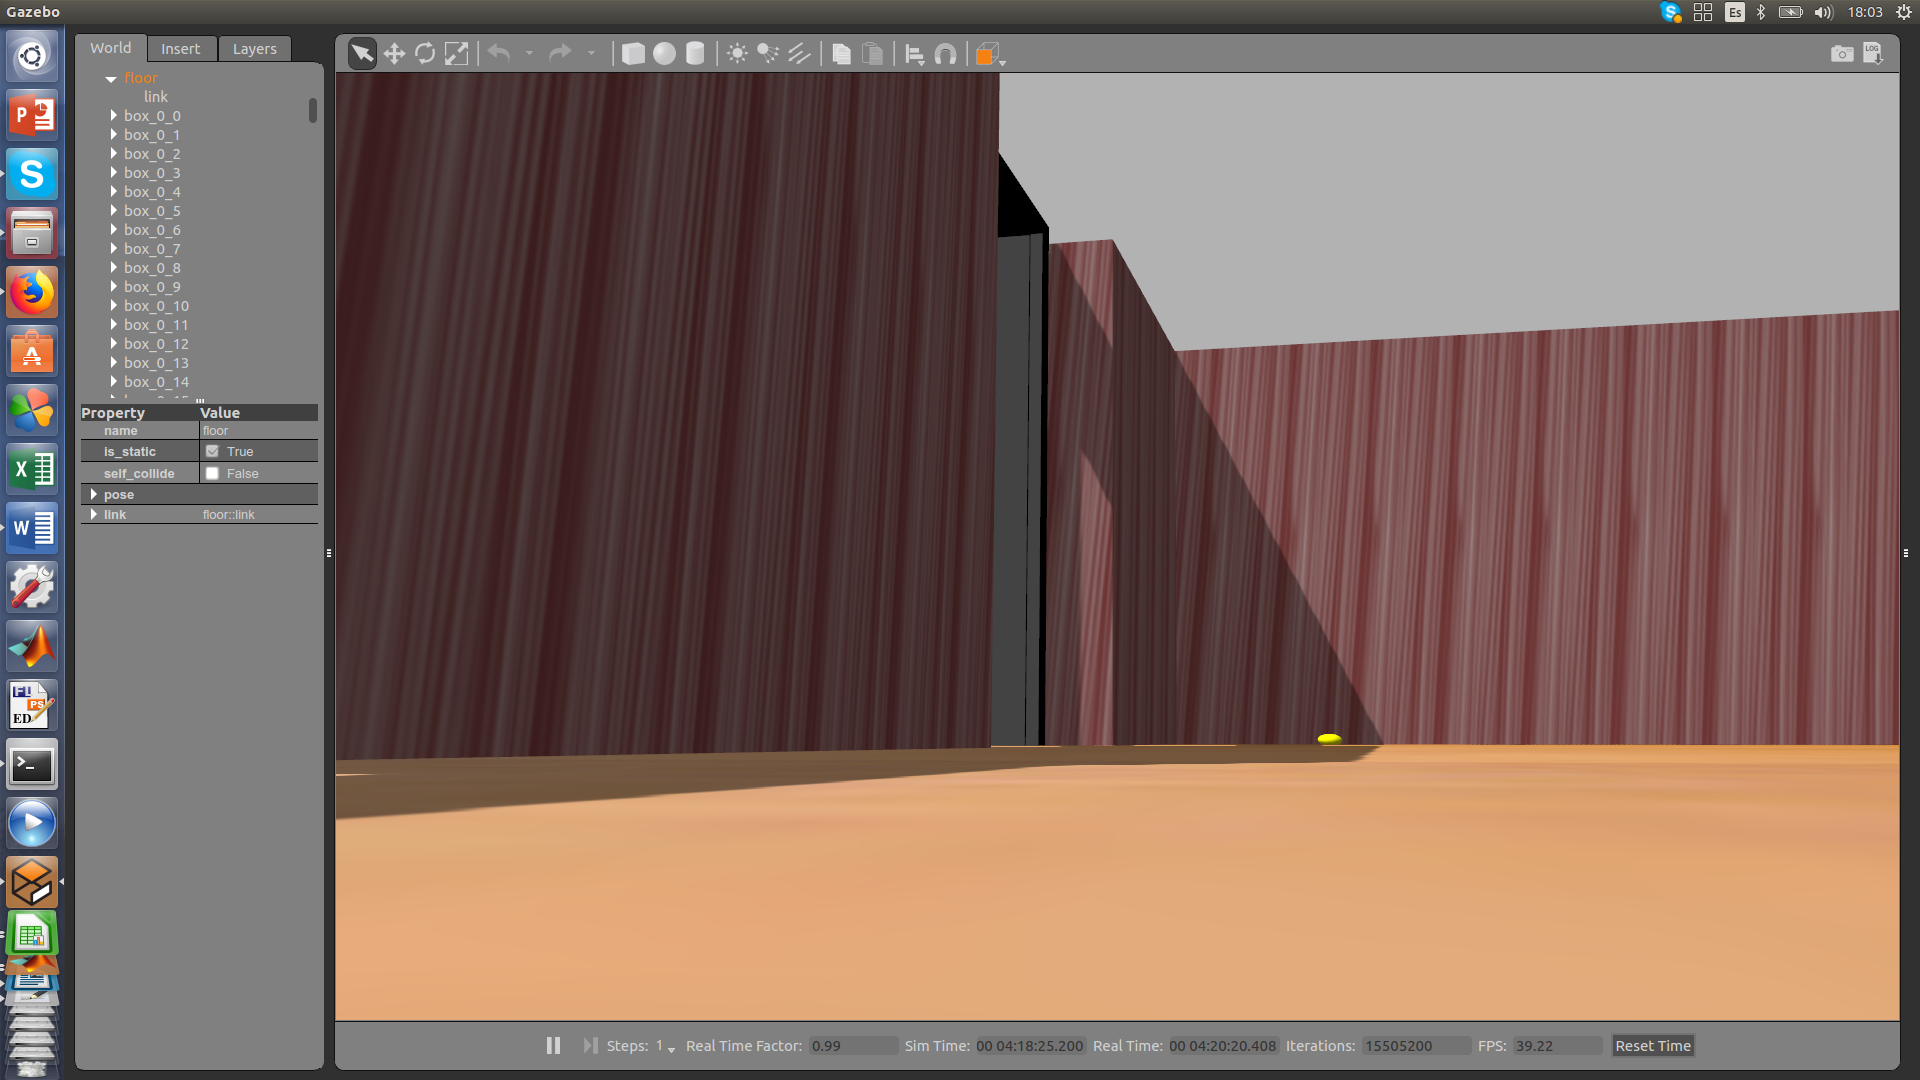 Gazebo
Es
18:03
World
Insert
Layers
floor
link
box_0_0
box_0_1
box_0_2
box_0_3
box_0_4
box_0_5
box_0_6
box_0_7
box_0_8
box_0_9
box_0_10
box_0_11
box_0_12
box_0_13
box_0_14
LOG
Property Value
name floor
is_static True
self_collide False
pose
link floor::link
P
S
A
X
W
FL
PS
ED
>_
Steps: 1 Real Time Factor: 0.99 Sim Time: 00 04:18:25.200 Real Time: 00 04:20:20.408 Iterations: 15505200 FPS: 39.22 Reset Time